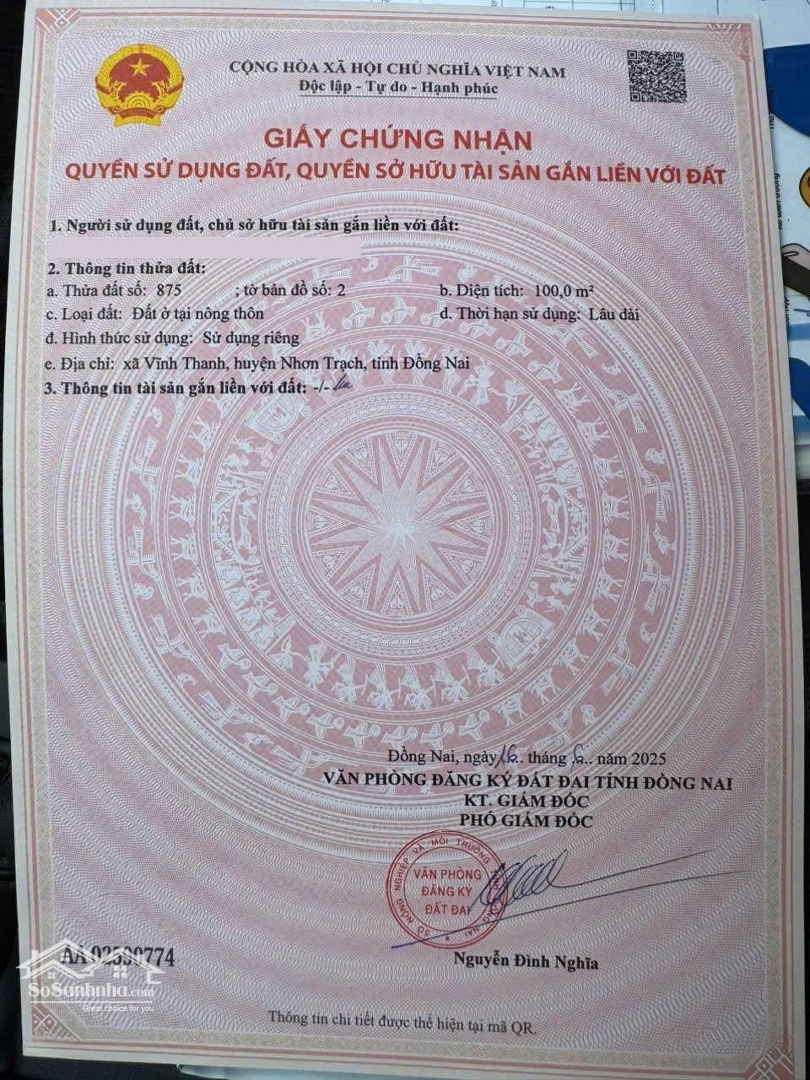 CỘNG HÒA XÃ HỘI CHỦ NGHĨA VIỆT NAM
Độc lập - Tự do - Hạnh phúc
GIẤY CHỨNG NHẬN
QUYỀN SỬ DỤNG ĐẤT, QUYỀN SỞ HỮU TÀI SẢN GẮN LIỀN VỚI ĐẤT
1. Người sử dụng đất, chủ sở hữu tài sản gắn liền với đất:
2. Thông tin thửa đất:
a. Thửa đất số: 875 ; tờ bản đồ số: 2 b. Diện tích: 100,0 m²
c. Loại đất: Đất ở tại nông thôn d. Thời hạn sử dụng: Lâu dài
đ. Hình thức sử dụng: Sử dụng riêng
e. Địa chỉ: xã Vĩnh Thanh, huyện Nhơn Trạch, tỉnh Đồng Nai
3. Thông tin tài sản gắn liền với đất: -/-
Đồng Nai, ngày tháng năm 2025
VĂN PHÒNG ĐĂNG KÝ ĐẤT ĐAI TỈNH ĐỒNG NAI
KT. GIÁM ĐỐC
PHÓ GIÁM ĐỐC
VĂN PHÒNG
ĐĂNG KÝ
ĐẤT ĐAI
Nguyễn Đình Nghĩa
AA 02590774
SoSanhnha.com
Great choice for you
Thông tin chi tiết được thể hiện tại mã QR.